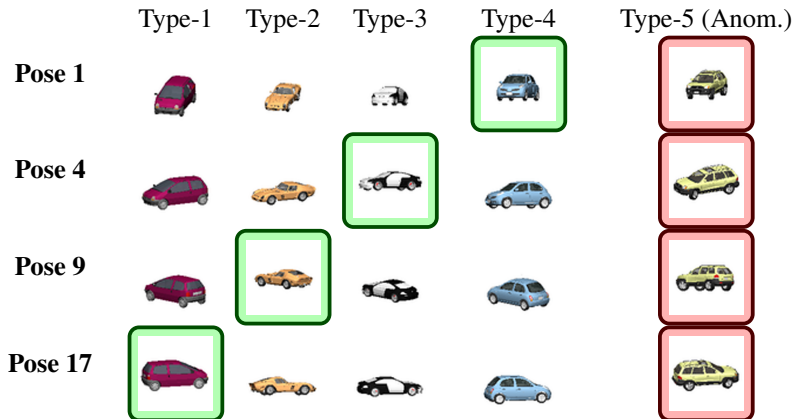 Type-1 Type-2 Type-3 Type-4 Type-5 (Anom.)
Pose 1
Pose 4
Pose 9
Pose 17